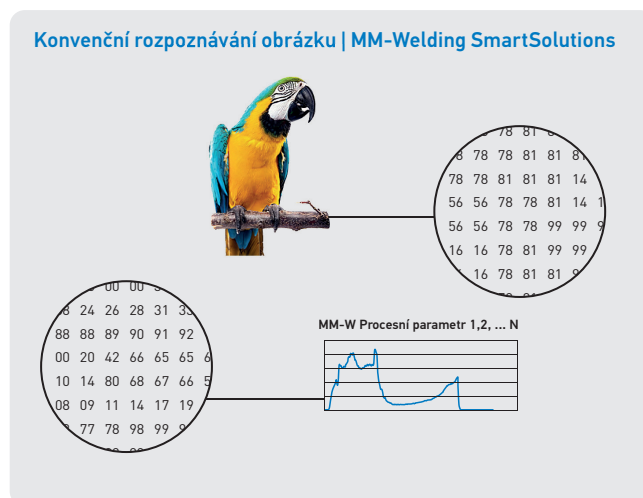 Konvenční rozpoznávání obrázku | MM-Welding SmartSolutions
78 81
78 78 81 81
78 78 81 81 81 14
56 56 78 78 81 14
56 56 78 78 99 99
16 16 78 81 99 99
16 78 81 81
MM-W Procesní parametr 1,2, ... N
00 00
24 26 28 31
88 88 89 90 91 92
00 20 42 66 65 65
10 14 80 68 67 66
08 09 11 14 17 19
77 78 98 99